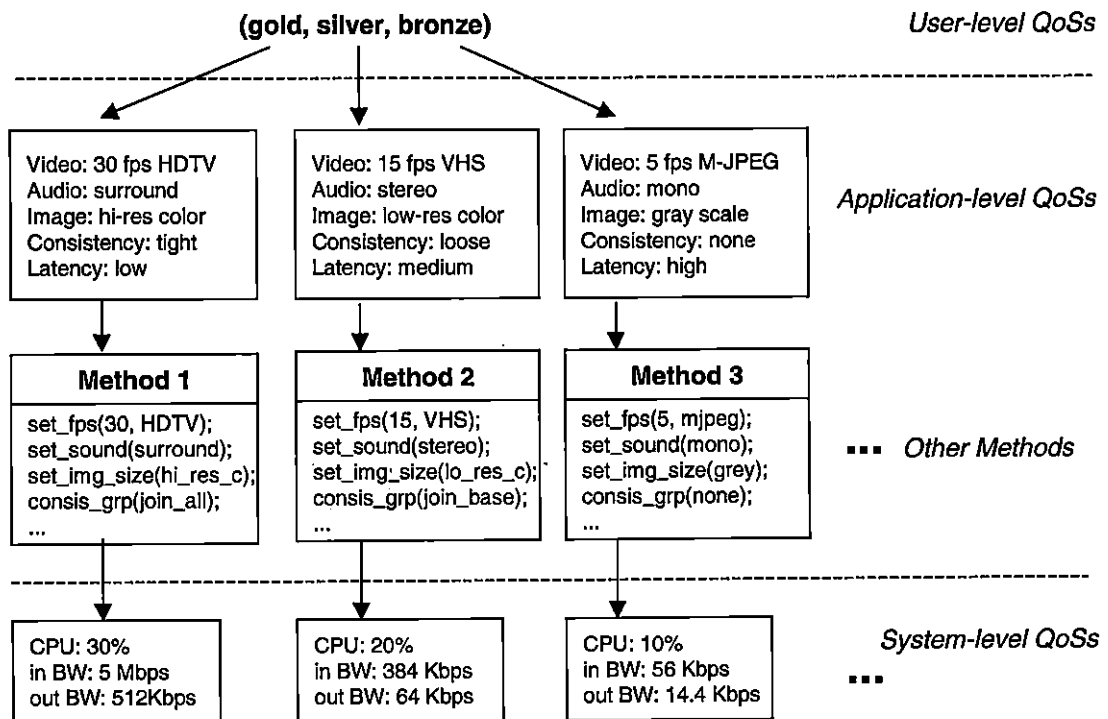 (gold, silver, bronze)
User-level QoSs
Video: 30 fps HDTV
Audio: surround
Image: hi-res color
Consistency: tight
Latency: low
Video: 15 fps VHS
Audio: stereo
Image: low-res color
Consistency: loose
Latency: medium
Video: 5 fps M-JPEG
Audio: mono
Image: gray scale
Consistency: none
Latency: high
Application-level QoSs
Method 1
set_fps(30, HDTV);
set_sound(surround);
set_img_size(hi_res_c);
consis_grp(join_all);
...
Method 2
set_fps(15, VHS);
set_sound(stereo);
set_img_size(lo_res_c);
consis_grp(join_base);
...
Method 3
set_fps(5, mjpeg);
set_sound(mono);
set_img_size(grey);
consis_grp(none);
...
... Other Methods
CPU: 30%
in BW: 5 Mbps
out BW: 512Kbps
CPU: 20%
in BW: 384 Kbps
out BW: 64 Kbps
CPU: 10%
in BW: 56 Kbps
out BW: 14.4 Kbps
System-level QoSs
...